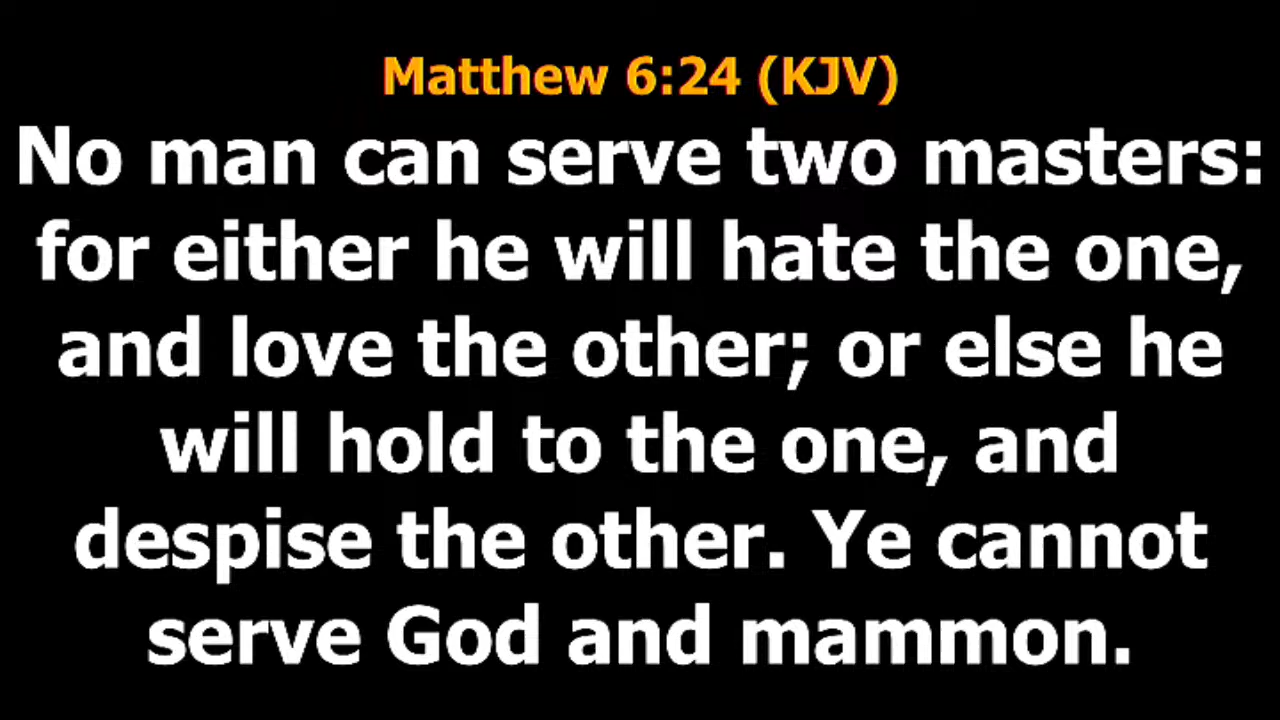 Matthew 6:24 (KJV)
No man can serve two masters:
for either he will hate the one,
and love the other; or else he
will hold to the one, and
despise the other. Ye cannot
serve God and mammon.